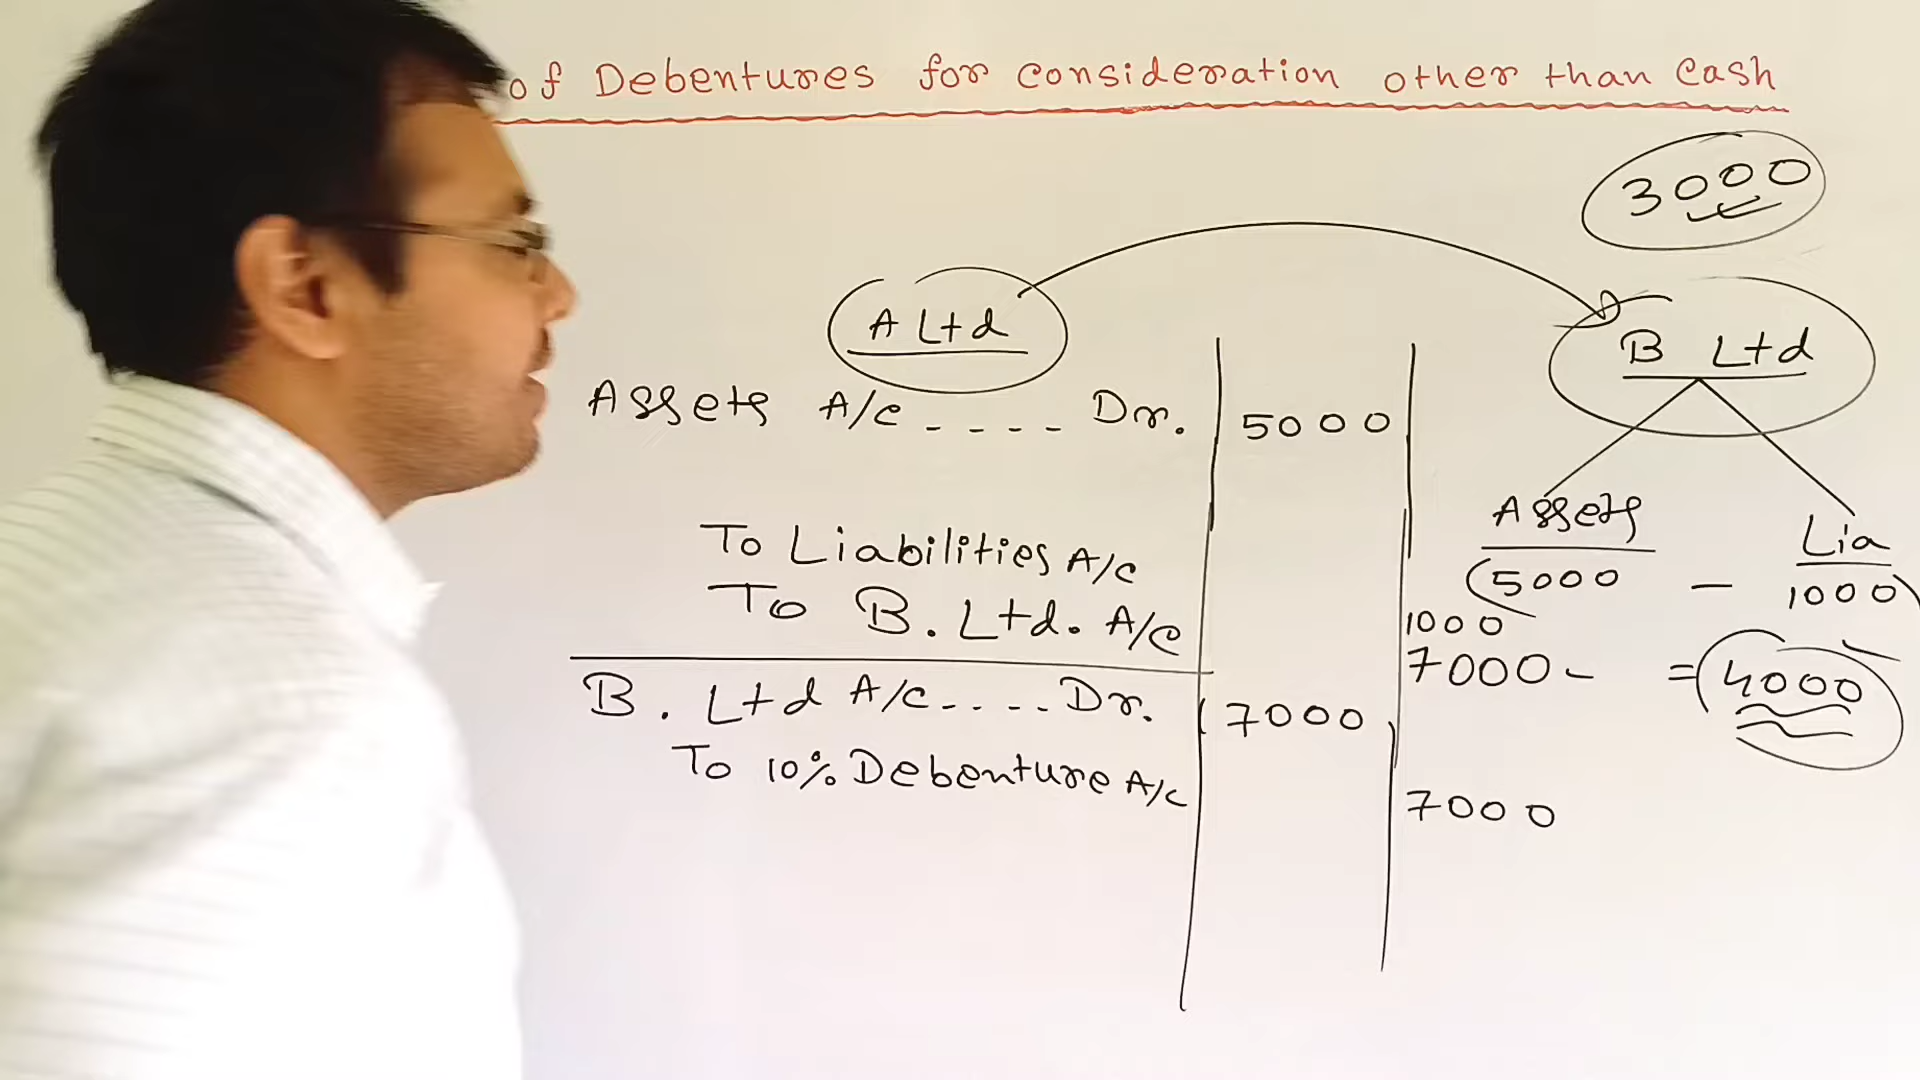 of Debentures for consideration other than Cash
3000
A Ltd
B Ltd
Assets A/c - - - - Dr. 5000
Assets
Lia
5000 - 1000
To Liabilities A/c 1000
To B. Ltd. A/c 7000 -
= 4000
B. Ltd A/c - - - - Dr. 7000
To 10% Debenture A/c 7000